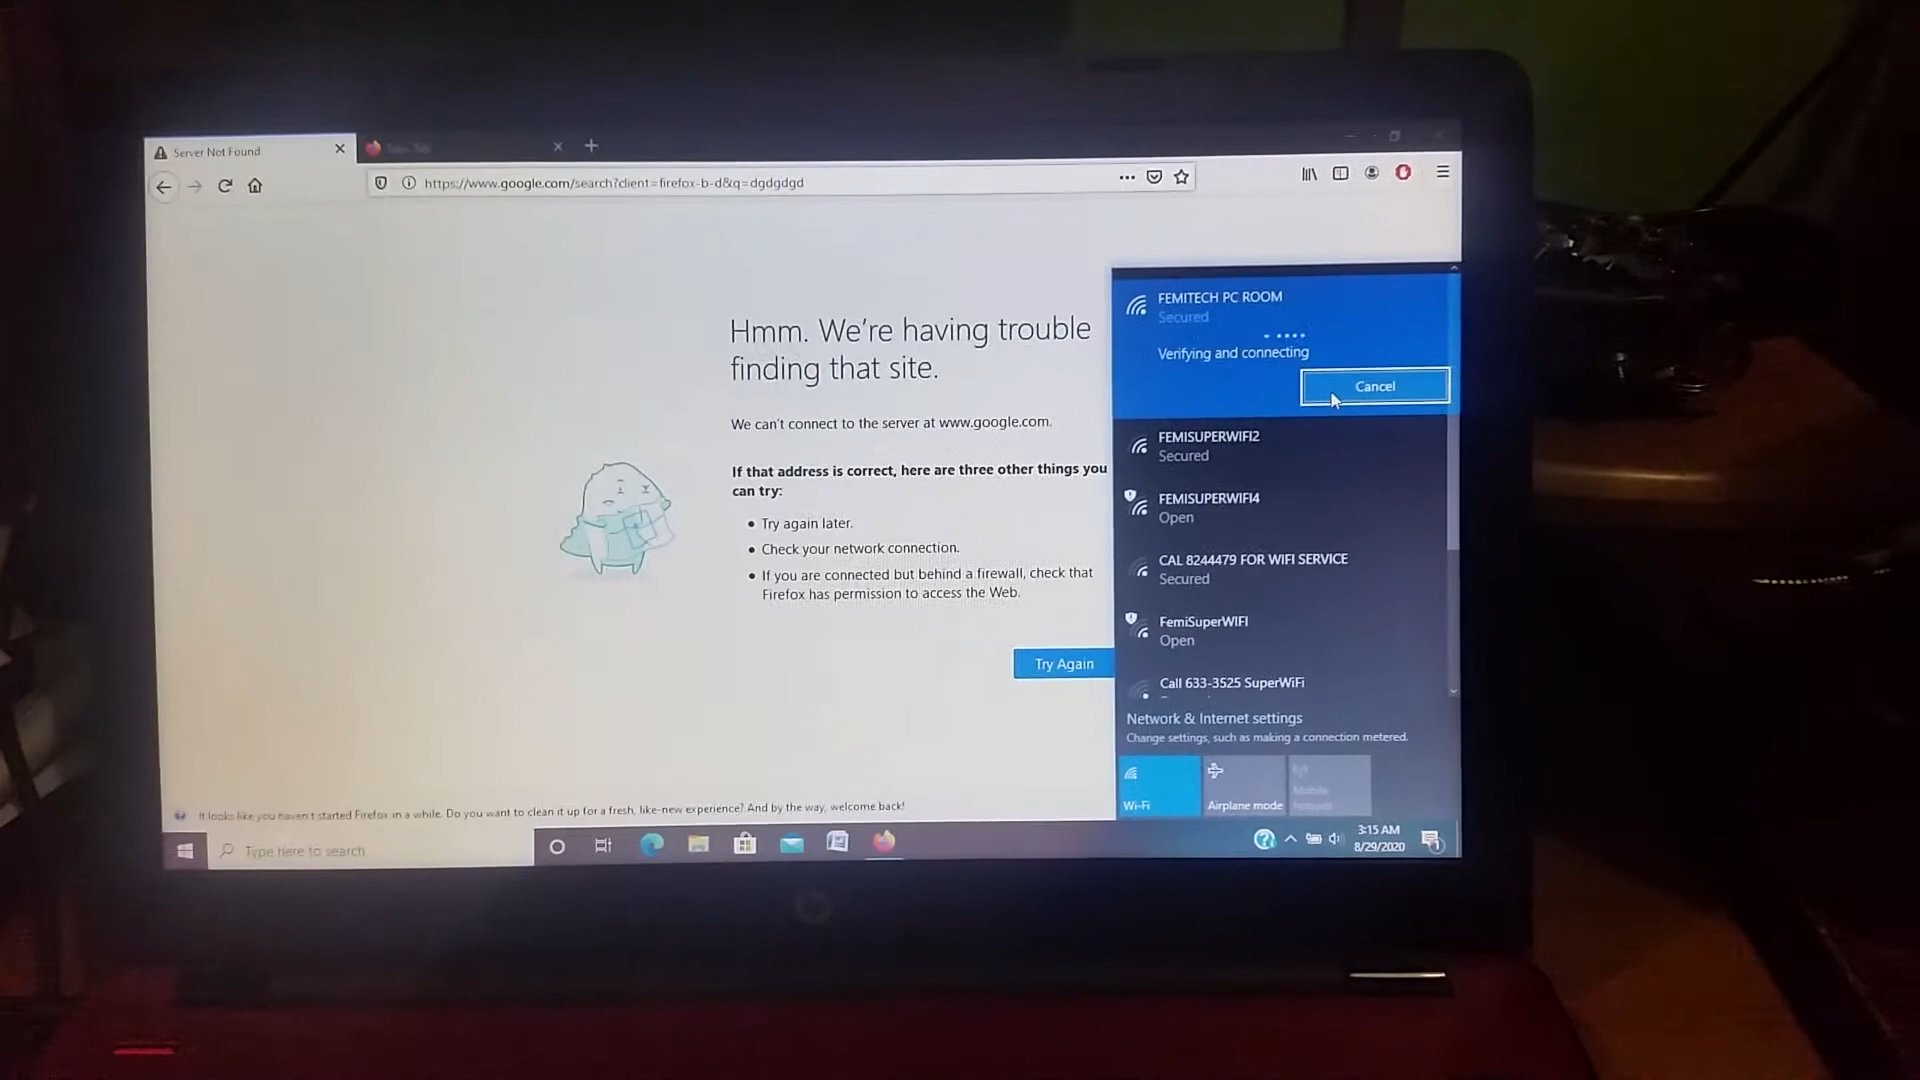 Server Not Found
https://www.google.com/search?client=firefox-b-d&q=dgdgdgd
Hmm. We're having trouble
finding that site.
We can't connect to the server at www.google.com.
If that address is correct, here are three other things you
can try:
Try again later.
Check your network connection.
If you are connected but behind a firewall, check that
Firefox has permission to access the Web.
Try Again
FEMITECH PC ROOM
Secured
Verifying and connecting
Cancel
FEMISUPERWIFI2
Secured
FEMISUPERWIFI4
Open
CAL 8244479 FOR WIFI SERVICE
Secured
FemiSuperWIFI
Open
Call 633-3525 SuperWiFi
Network & Internet settings
Change settings, such as making a connection metered.
Wi-Fi
Airplane mode
Mobile
hotspot
It looks like you haven't started Firefox in a while. Do you want to clean it up for a fresh, like-new experience? And by the way, welcome back!
Type here to search
3:15 AM
8/29/2020
1